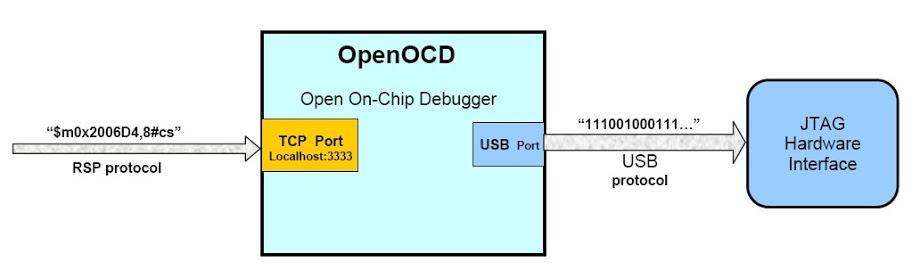 OpenOCD
Open On-Chip Debugger
“$m0x2006D4,8#cs”
RSP protocol
TCP Port
Localhost:3333
USB Port
“111001000111...”
USB
protocol
JTAG
Hardware
Interface